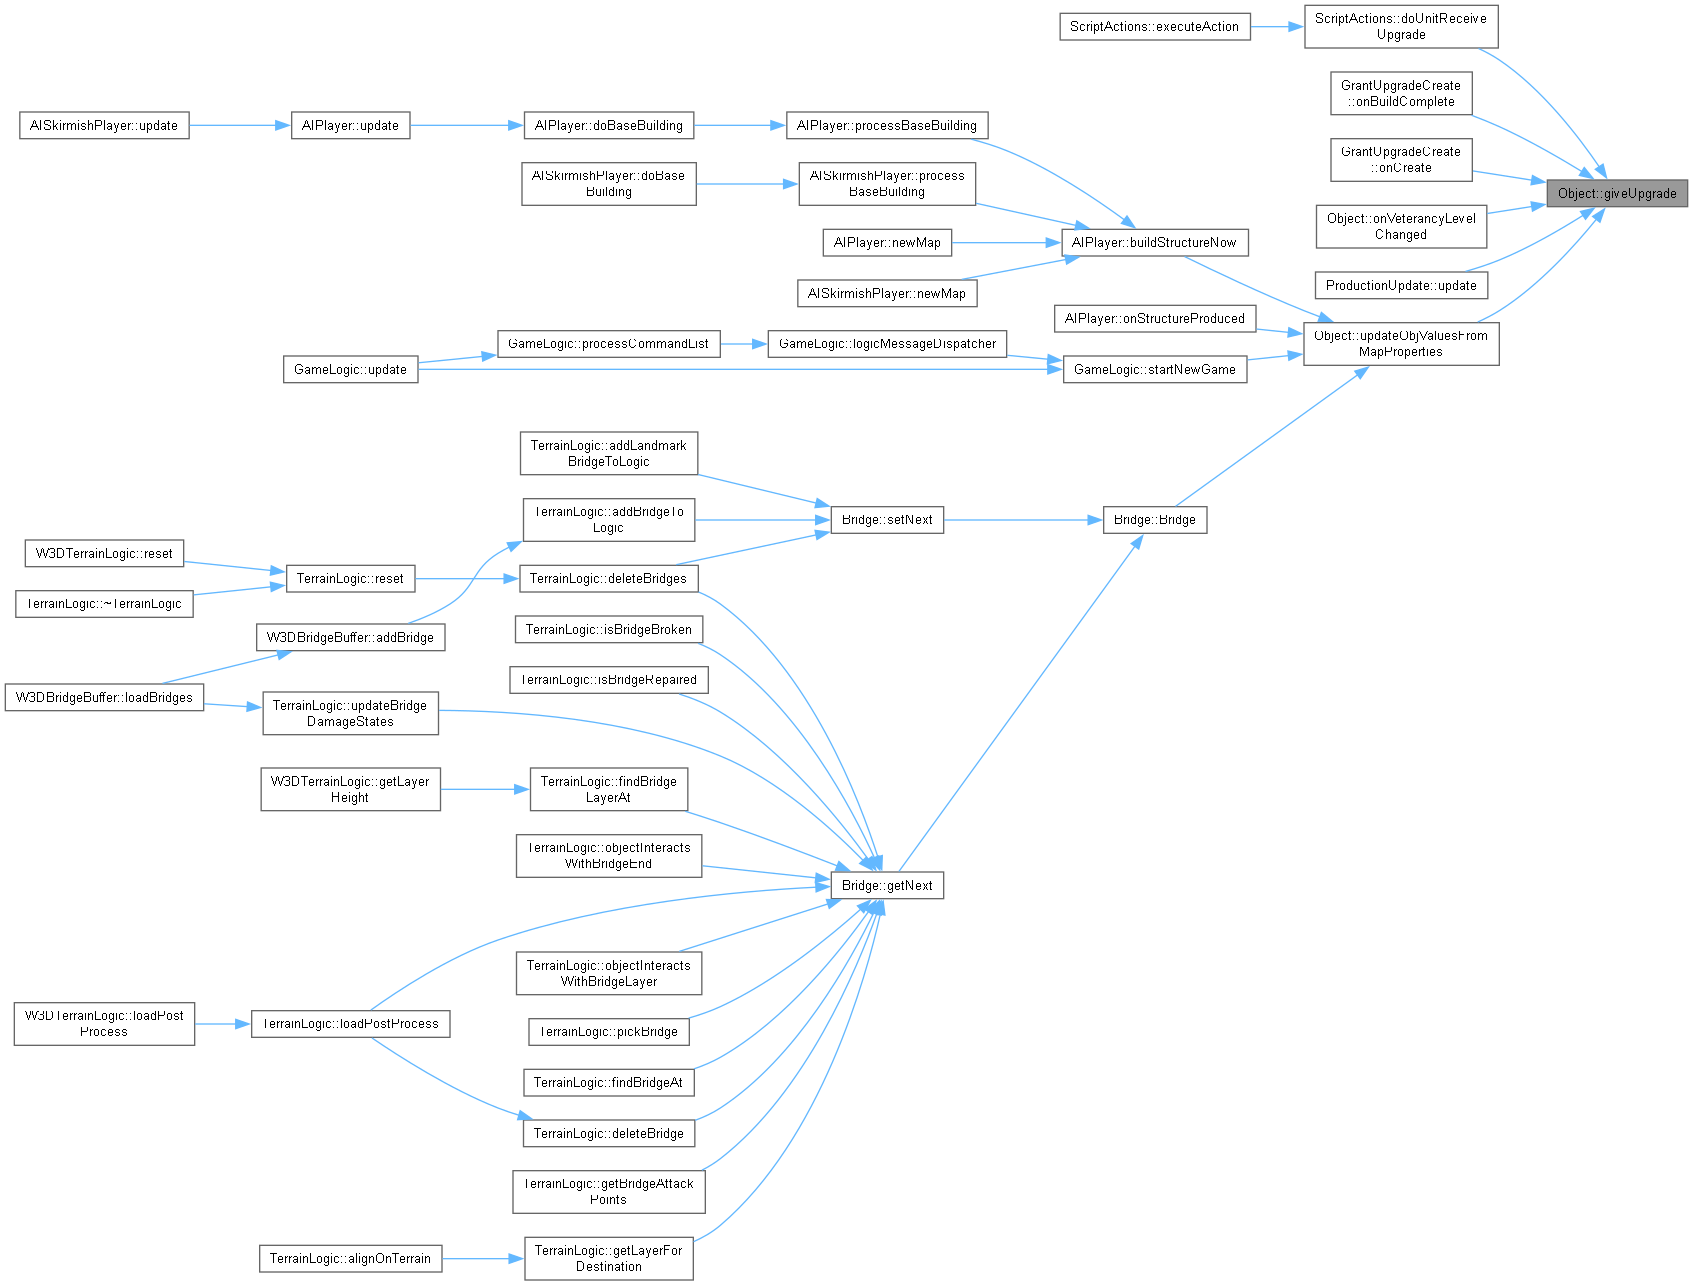 ScriptActions::executeAction
ScriptActions::doUnitReceive
Upgrade
GrantUpgradeCreate
::onBuildComplete
AISkirmishPlayer::update
AIPlayer::update
AIPlayer::doBaseBuilding
AIPlayer::processBaseBuilding
GrantUpgradeCreate
::onCreate
AISkirmishPlayer::doBase
Building
AISkirmishPlayer::process
BaseBuilding
Object::giveUpgrade
Object::onVeterancyLevel
Changed
AIPlayer::newMap
AIPlayer::buildStructureNow
ProductionUpdate::update
AISkirmishPlayer::newMap
AIPlayer::onStructureProduced
Object::updateObjValuesFrom
MapProperties
GameLogic::processCommandList
GameLogic::logicMessageDispatcher
GameLogic::update
GameLogic::startNewGame
TerrainLogic::addLandmark
BridgeToLogic
TerrainLogic::addBridgeTo
Logic
Bridge::setNext
Bridge::Bridge
W3DTerrainLogic::reset
TerrainLogic::reset
TerrainLogic::deleteBridges
TerrainLogic::~TerrainLogic
W3DBridgeBuffer::addBridge
TerrainLogic::isBridgeBroken
TerrainLogic::isBridgeRepaired
W3DBridgeBuffer::loadBridges
TerrainLogic::updateBridge
DamageStates
W3DTerrainLogic::getLayer
Height
TerrainLogic::findBridge
LayerAt
TerrainLogic::objectInteracts
WithBridgeEnd
Bridge::getNext
TerrainLogic::objectInteracts
WithBridgeLayer
W3DTerrainLogic::loadPost
Process
TerrainLogic::loadPostProcess
TerrainLogic::pickBridge
TerrainLogic::findBridgeAt
TerrainLogic::deleteBridge
TerrainLogic::getBridgeAttack
Points
TerrainLogic::alignOnTerrain
TerrainLogic::getLayerFor
Destination